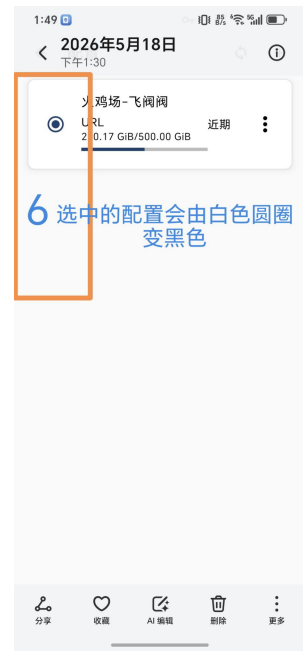 1:49
2026年5月18日
下午1:30
火鸡场-飞阀阀
URL
近期
0.17 GiB/500.00 GiB
6 选中的配置会由白色圆圈
变黑色
分享
收藏
AI 编辑
删除
更多